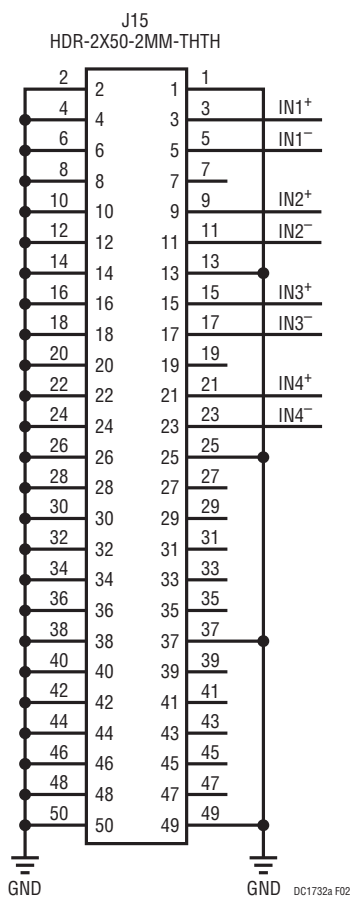 J15
HDR-2X50-2MM-THTH
2 2 1 1
4 4 3 3 IN1+
6 6 5 5 IN1–
8 8 7 7
10 10 9 9 IN2+
12 12 11 11 IN2–
14 14 13 13
16 16 15 15 IN3+
18 18 17 17 IN3–
20 20 19 19
22 22 21 21 IN4+
24 24 23 23 IN4–
26 26 25 25
28 28 27 27
30 30 29 29
32 32 31 31
34 34 33 33
36 36 35 35
38 38 37 37
40 40 39 39
42 42 41 41
44 44 43 43
46 46 45 45
48 48 47 47
50 50 49 49
GND GND DC1732a F02